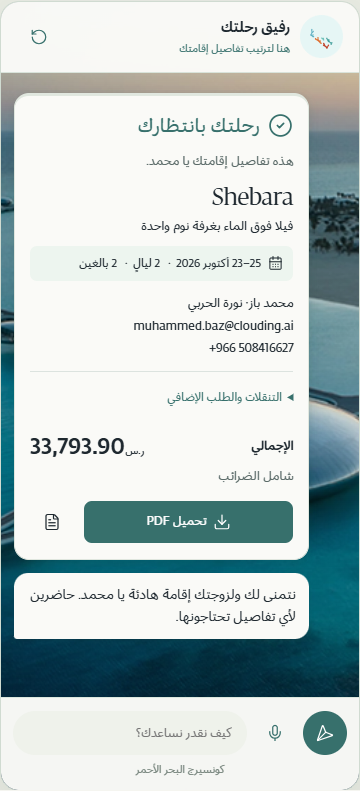 رفيق رحلتك
هنا لترتيب تفاصيل إقامتك
رحلتك بانتظارك
هذه تفاصيل إقامتك يا محمد.
Shebara
فيلا فوق الماء بغرفة نوم واحدة
23–25 أكتوبر 2026 · 2 ليالٍ · 2 بالغين
محمد باز· نورة الحربي
muhammed.baz@clouding.ai
+966 508416627
التنقلات والطلب الإضافي
الإجمالي 33,793.90 ر.س
شامل الضرائب
تحميل PDF
نتمنى لك ولزوجتك إقامة هادئة يا محمد. حاضرين
لأي تفاصيل تحتاجونها.
كيف نقدر نساعدك؟
كونسيرج البحر الأحمر